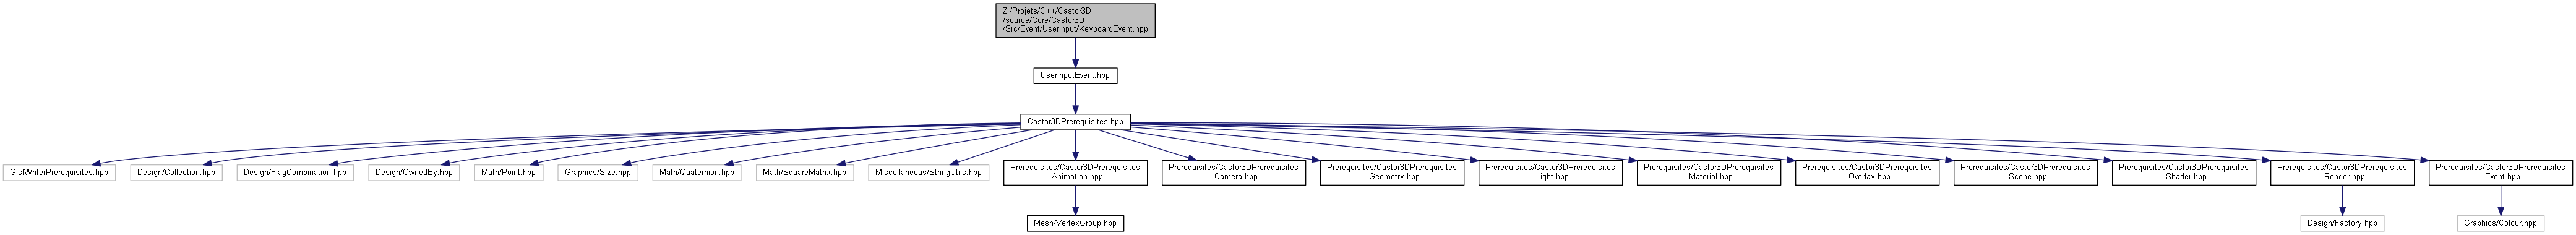 Z:/Projets/C++/Castor3D
/source/Core/Castor3D
/Src/Event/UserInput/KeyboardEvent.hpp
UserInputEvent.hpp
Castor3DPrerequisites.hpp
GlslWriterPrerequisites.hpp
Design/Collection.hpp
Design/FlagCombination.hpp
Design/OwnedBy.hpp
Math/Point.hpp
Graphics/Size.hpp
Math/Quaternion.hpp
Math/SquareMatrix.hpp
Miscellaneous/StringUtils.hpp
Prerequisites/Castor3DPrerequisites
_Animation.hpp
Prerequisites/Castor3DPrerequisites
_Camera.hpp
Prerequisites/Castor3DPrerequisites
_Geometry.hpp
Prerequisites/Castor3DPrerequisites
_Light.hpp
Prerequisites/Castor3DPrerequisites
_Material.hpp
Prerequisites/Castor3DPrerequisites
_Overlay.hpp
Prerequisites/Castor3DPrerequisites
_Scene.hpp
Prerequisites/Castor3DPrerequisites
_Shader.hpp
Prerequisites/Castor3DPrerequisites
_Render.hpp
Prerequisites/Castor3DPrerequisites
_Event.hpp
Mesh/VertexGroup.hpp
Design/Factory.hpp
Graphics/Colour.hpp